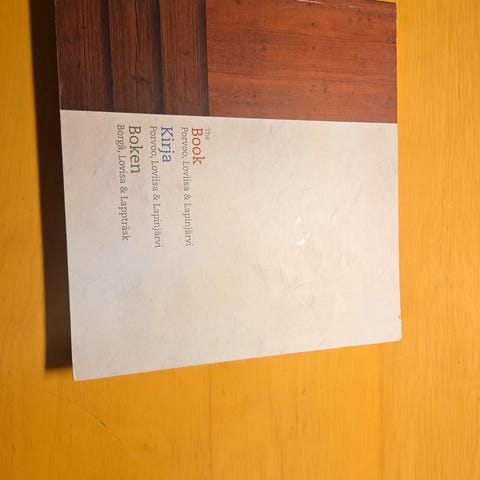 The
Book
Porvoo, Loviisa & Lapinjärvi
Kirja
Porvoo, Loviisa & Lapinjärvi
Boken
Borgå, Lovisa & Lappträsk